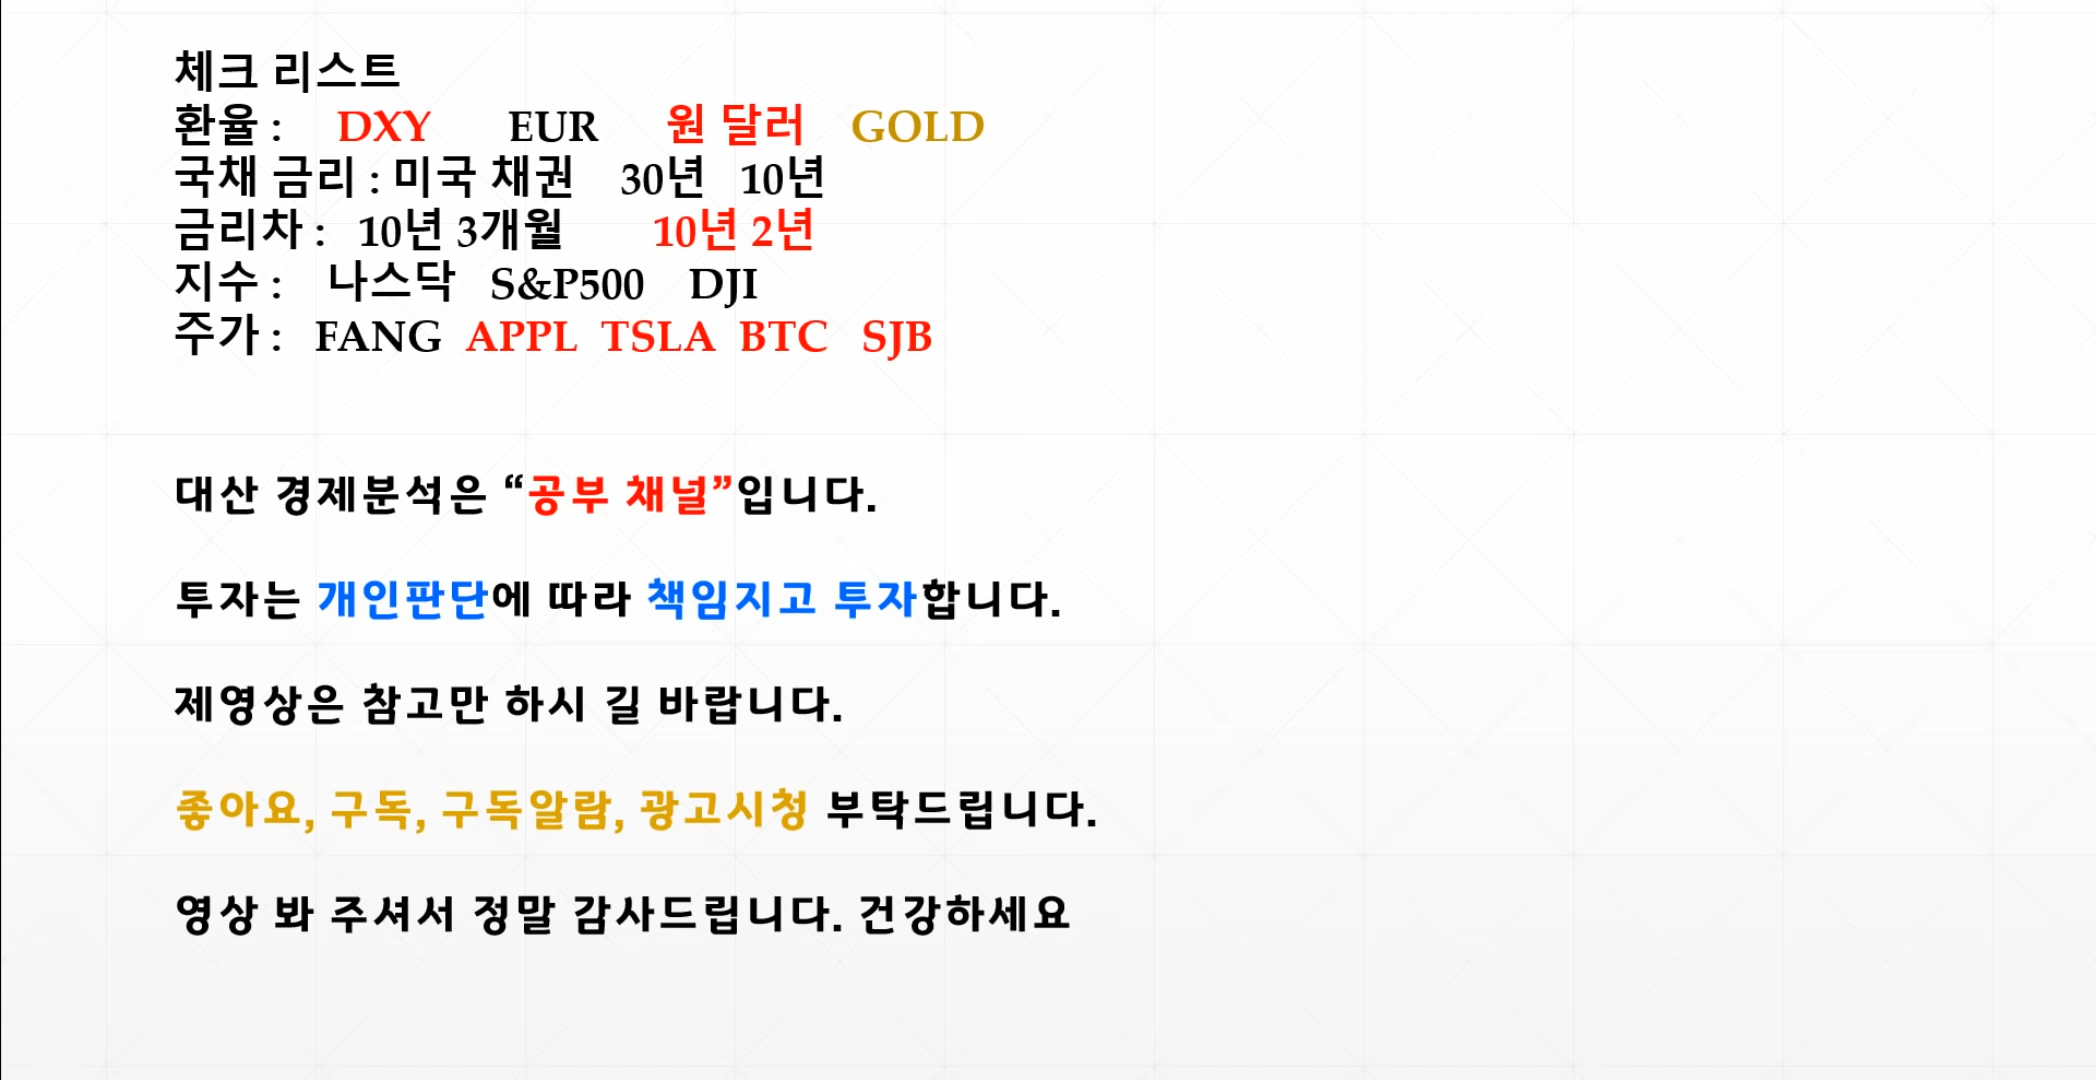 체크 리스트
환율 : DXY EUR 원 달러 GOLD
국채 금리 : 미국 채권 30년 10년
금리차 : 10년 3개월 10년 2년
지수 : 나스닥 S&P500 DJI
주가 : FANG APPL TSLA BTC SJB
대산 경제분석은 “공부 채널”입니다.
투자는 개인판단에 따라 책임지고 투자합니다.
제영상은 참고만 하시 길 바랍니다.
좋아요, 구독, 구독알람, 광고시청 부탁드립니다.
영상 봐 주셔서 정말 감사드립니다. 건강하세요